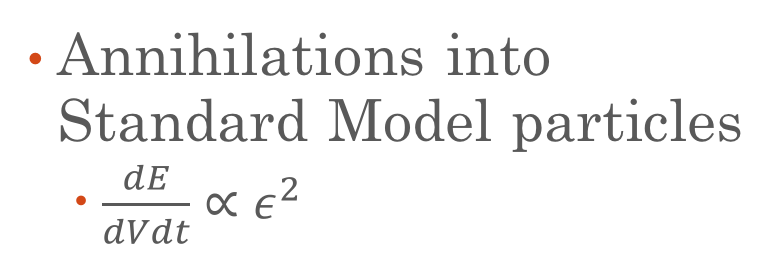 • Annihilations into
Standard Model particles
• dE/dVdt ∝ ϵ²